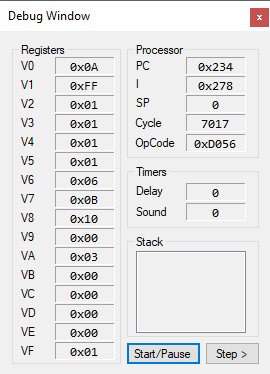 Debug Window
x
Registers
V0 0x0A
V1 0xFF
V2 0x01
V3 0x01
V4 0x01
V5 0x01
V6 0x06
V7 0x0B
V8 0x10
V9 0x00
VA 0x03
VB 0x00
VC 0x00
VD 0x00
VE 0x00
VF 0x01
Processor
PC 0x234
I 0x278
SP 0
Cycle 7017
OpCode 0xD056
Timers
Delay 0
Sound 0
Stack
Start/Pause Step >